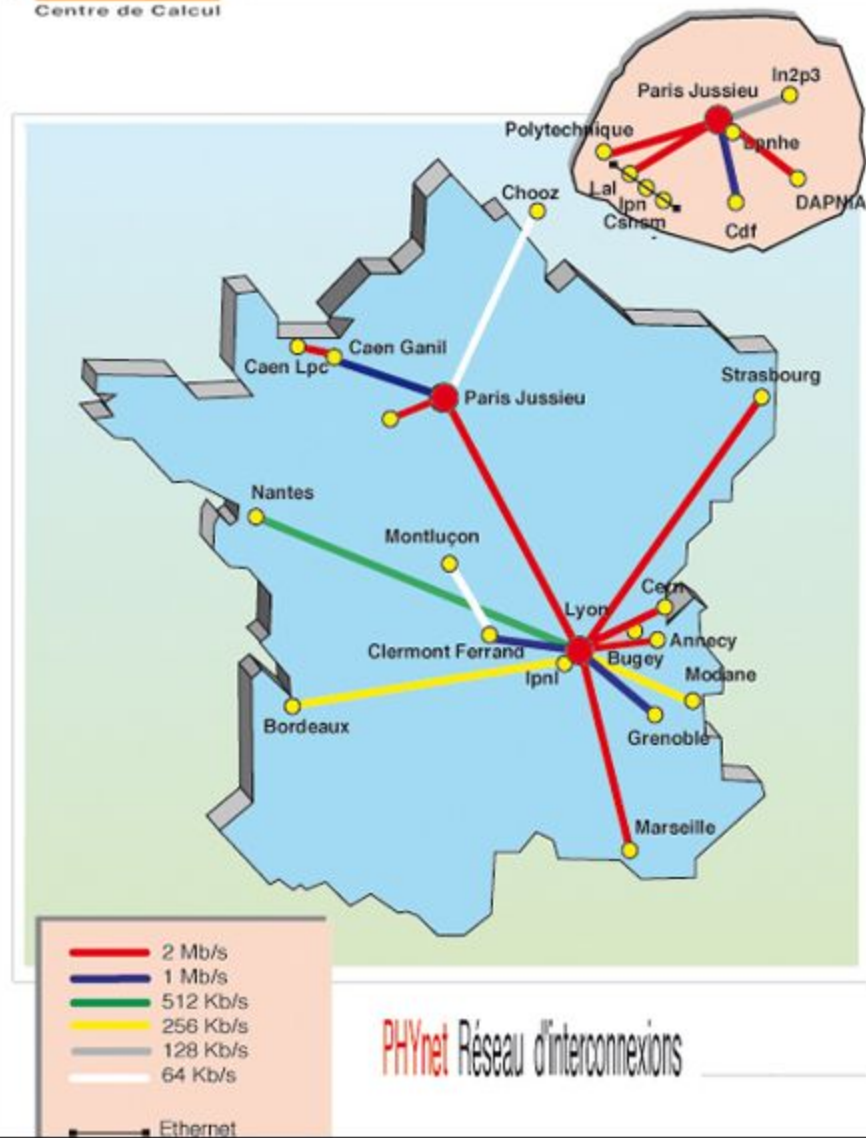 Centre de Calcul
In2p3
Paris Jussieu
Polytechnique
Lpnhe
Lal
DAPNIA
Ipn
Csnsm
Cdf
Chooz
Caen Ganil
Caen Lpc
Strasbourg
Paris Jussieu
Nantes
Montluçon
Cern
Lyon
Clermont Ferrand
Bugey
Annecy
Ipnl
Modane
Bordeaux
Grenoble
Marseille
2 Mb/s
1 Mb/s
512 Kb/s
256 Kb/s
128 Kb/s
64 Kb/s
Ethernet
PHYnet Réseau d'interconnexions